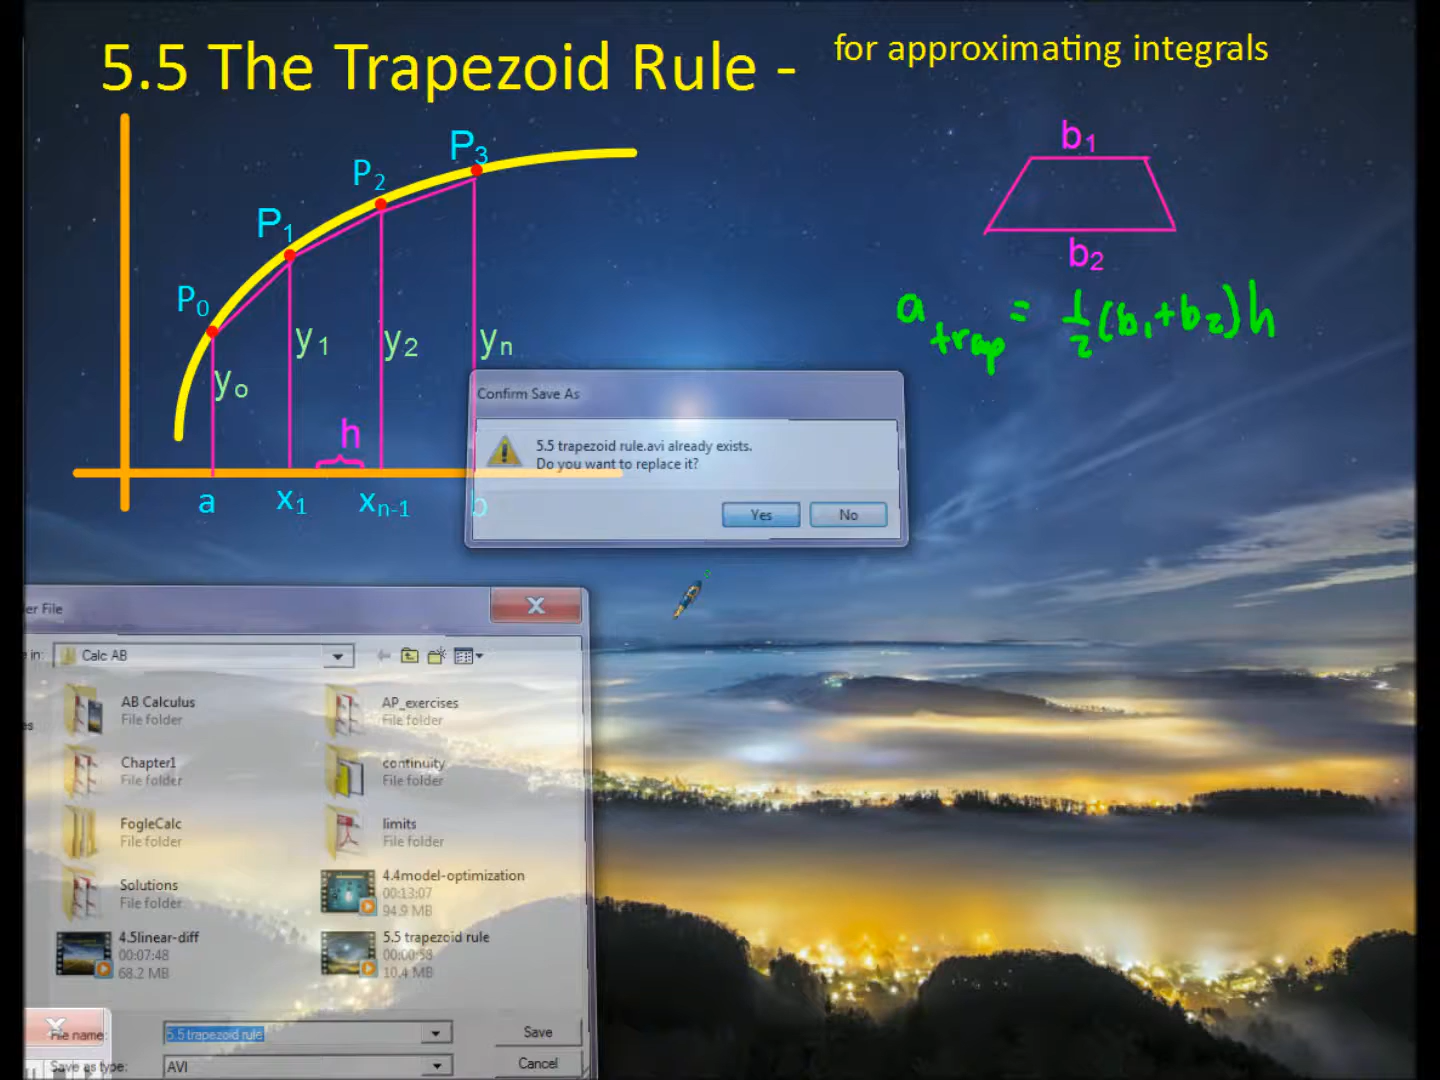 5.5 The Trapezoid Rule -
for approximating integrals
P0
P1
P2
P3
yo
y1
y2
yn
h
a
x1
xn-1
b
b1
b2
a trap = 1/2 (b1+b2)h
Confirm Save As
5.5 trapezoid rule.avi already exists.
Do you want to replace it?
Yes
No
er File
in:
Calc AB
AB Calculus
File folder
AP_exercises
File folder
Chapter1
File folder
continuity
File folder
FogleCalc
File folder
limits
File folder
Solutions
File folder
4.4model-optimization
00:13:07
94.9 MB
4.5linear-diff
00:07:48
68.2 MB
5.5 trapezoid rule
00:00:58
10.4 MB
File name:
5.5 trapezoid rule
Save
Save as type:
AVI
Cancel